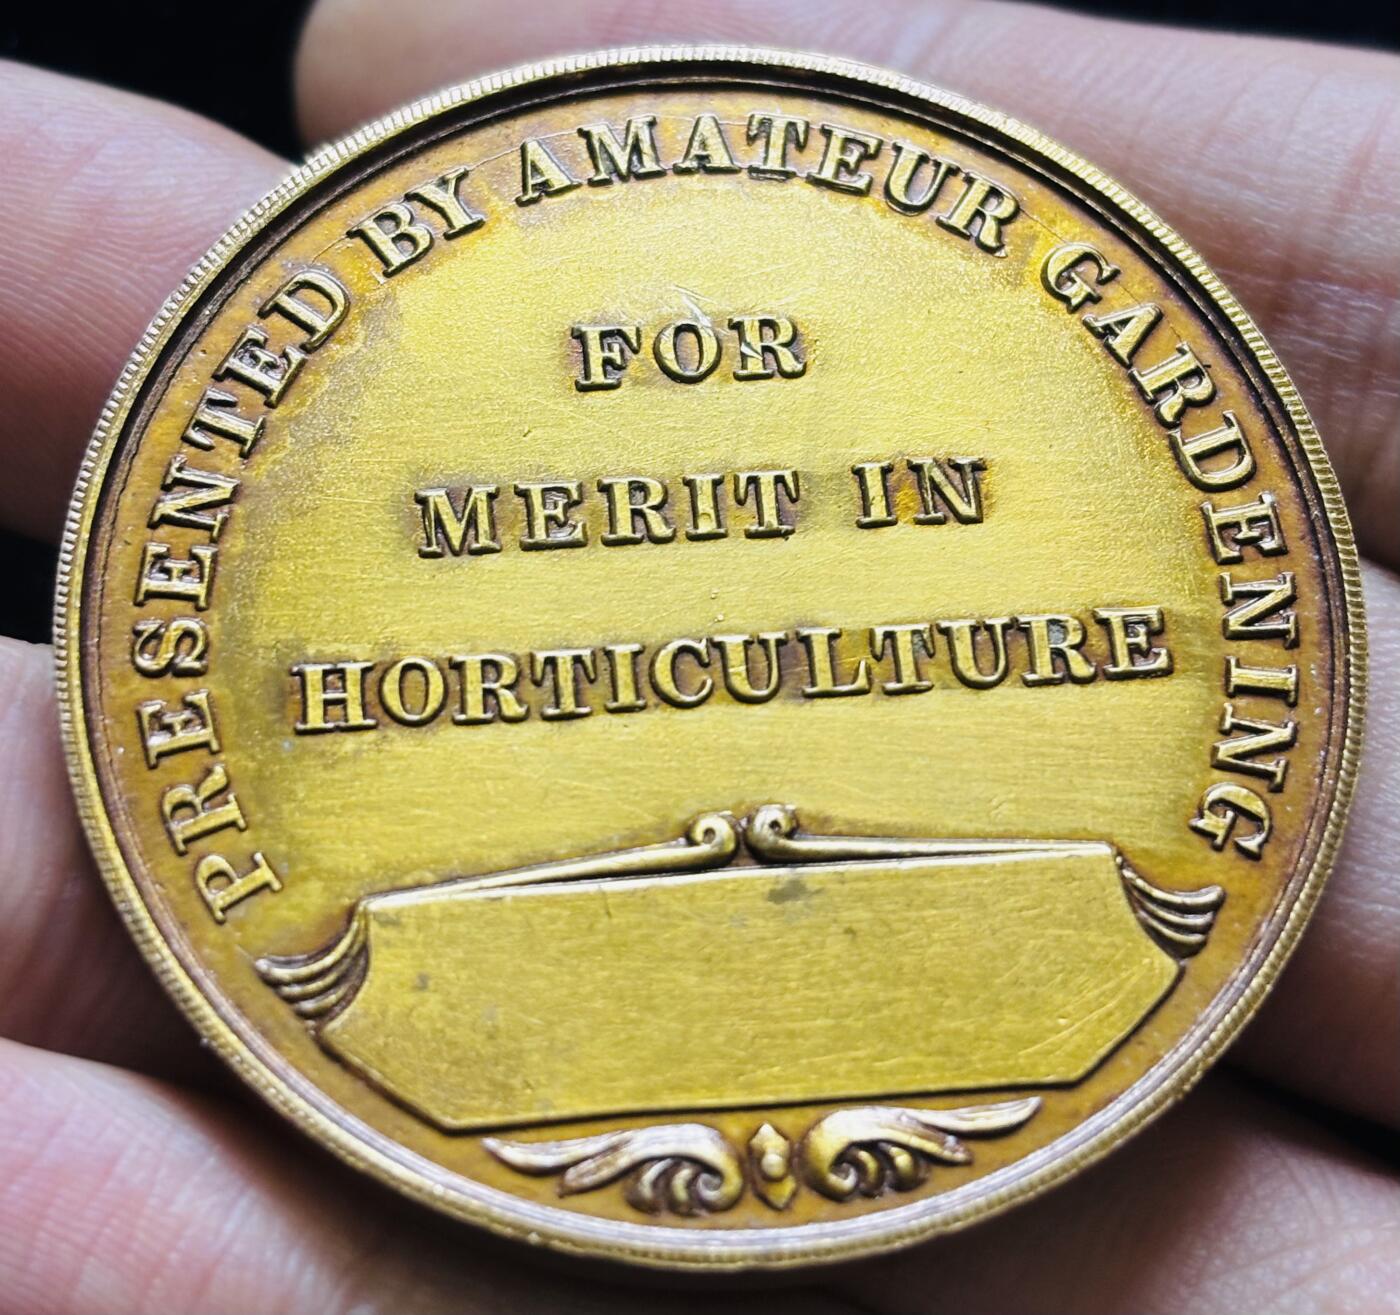 PRESENTED BY AMATEUR GARDENING
FOR
MERIT IN
HORTICULTURE